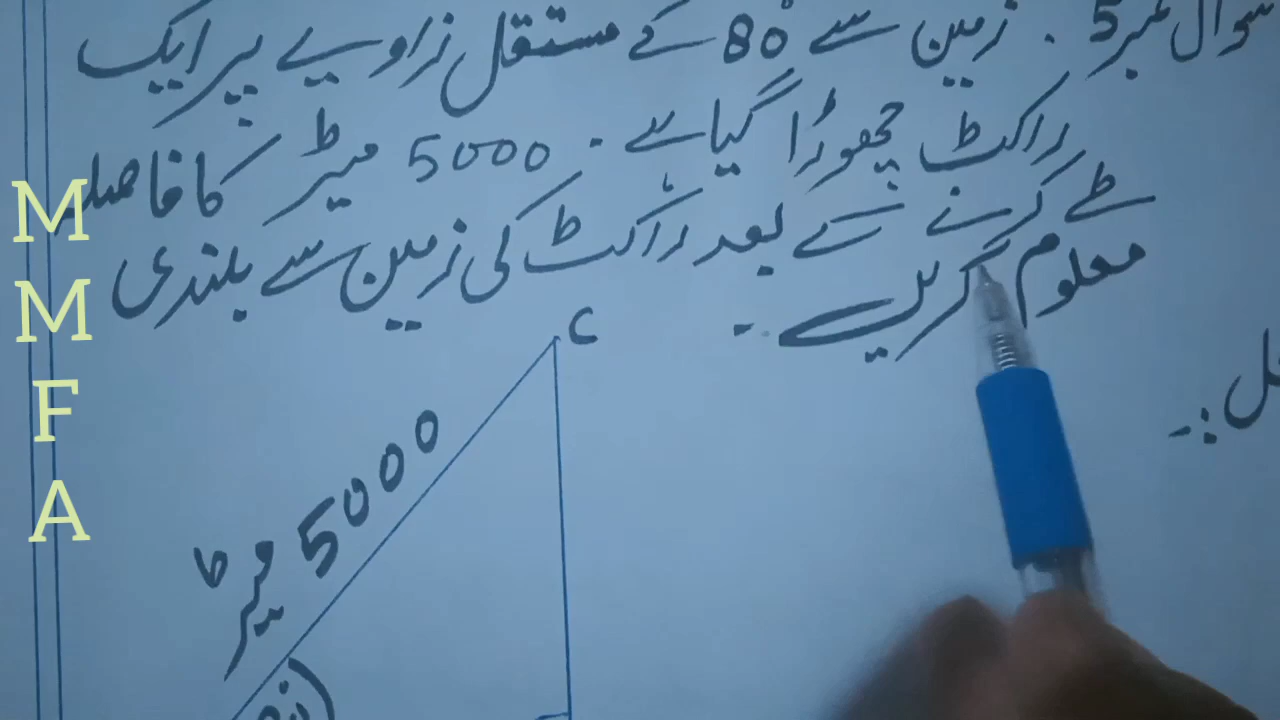 سوال نمبر 5. زمین سے 80° کے مستقل زاویے پر ایک
راکٹ چھوڑا گیا ہے. 5000 میٹر کا فاصلہ
طے کرنے کے بعد راکٹ کی زمین سے بلندی
معلوم کریں۔
C
5000 میٹر
M
M
F
A